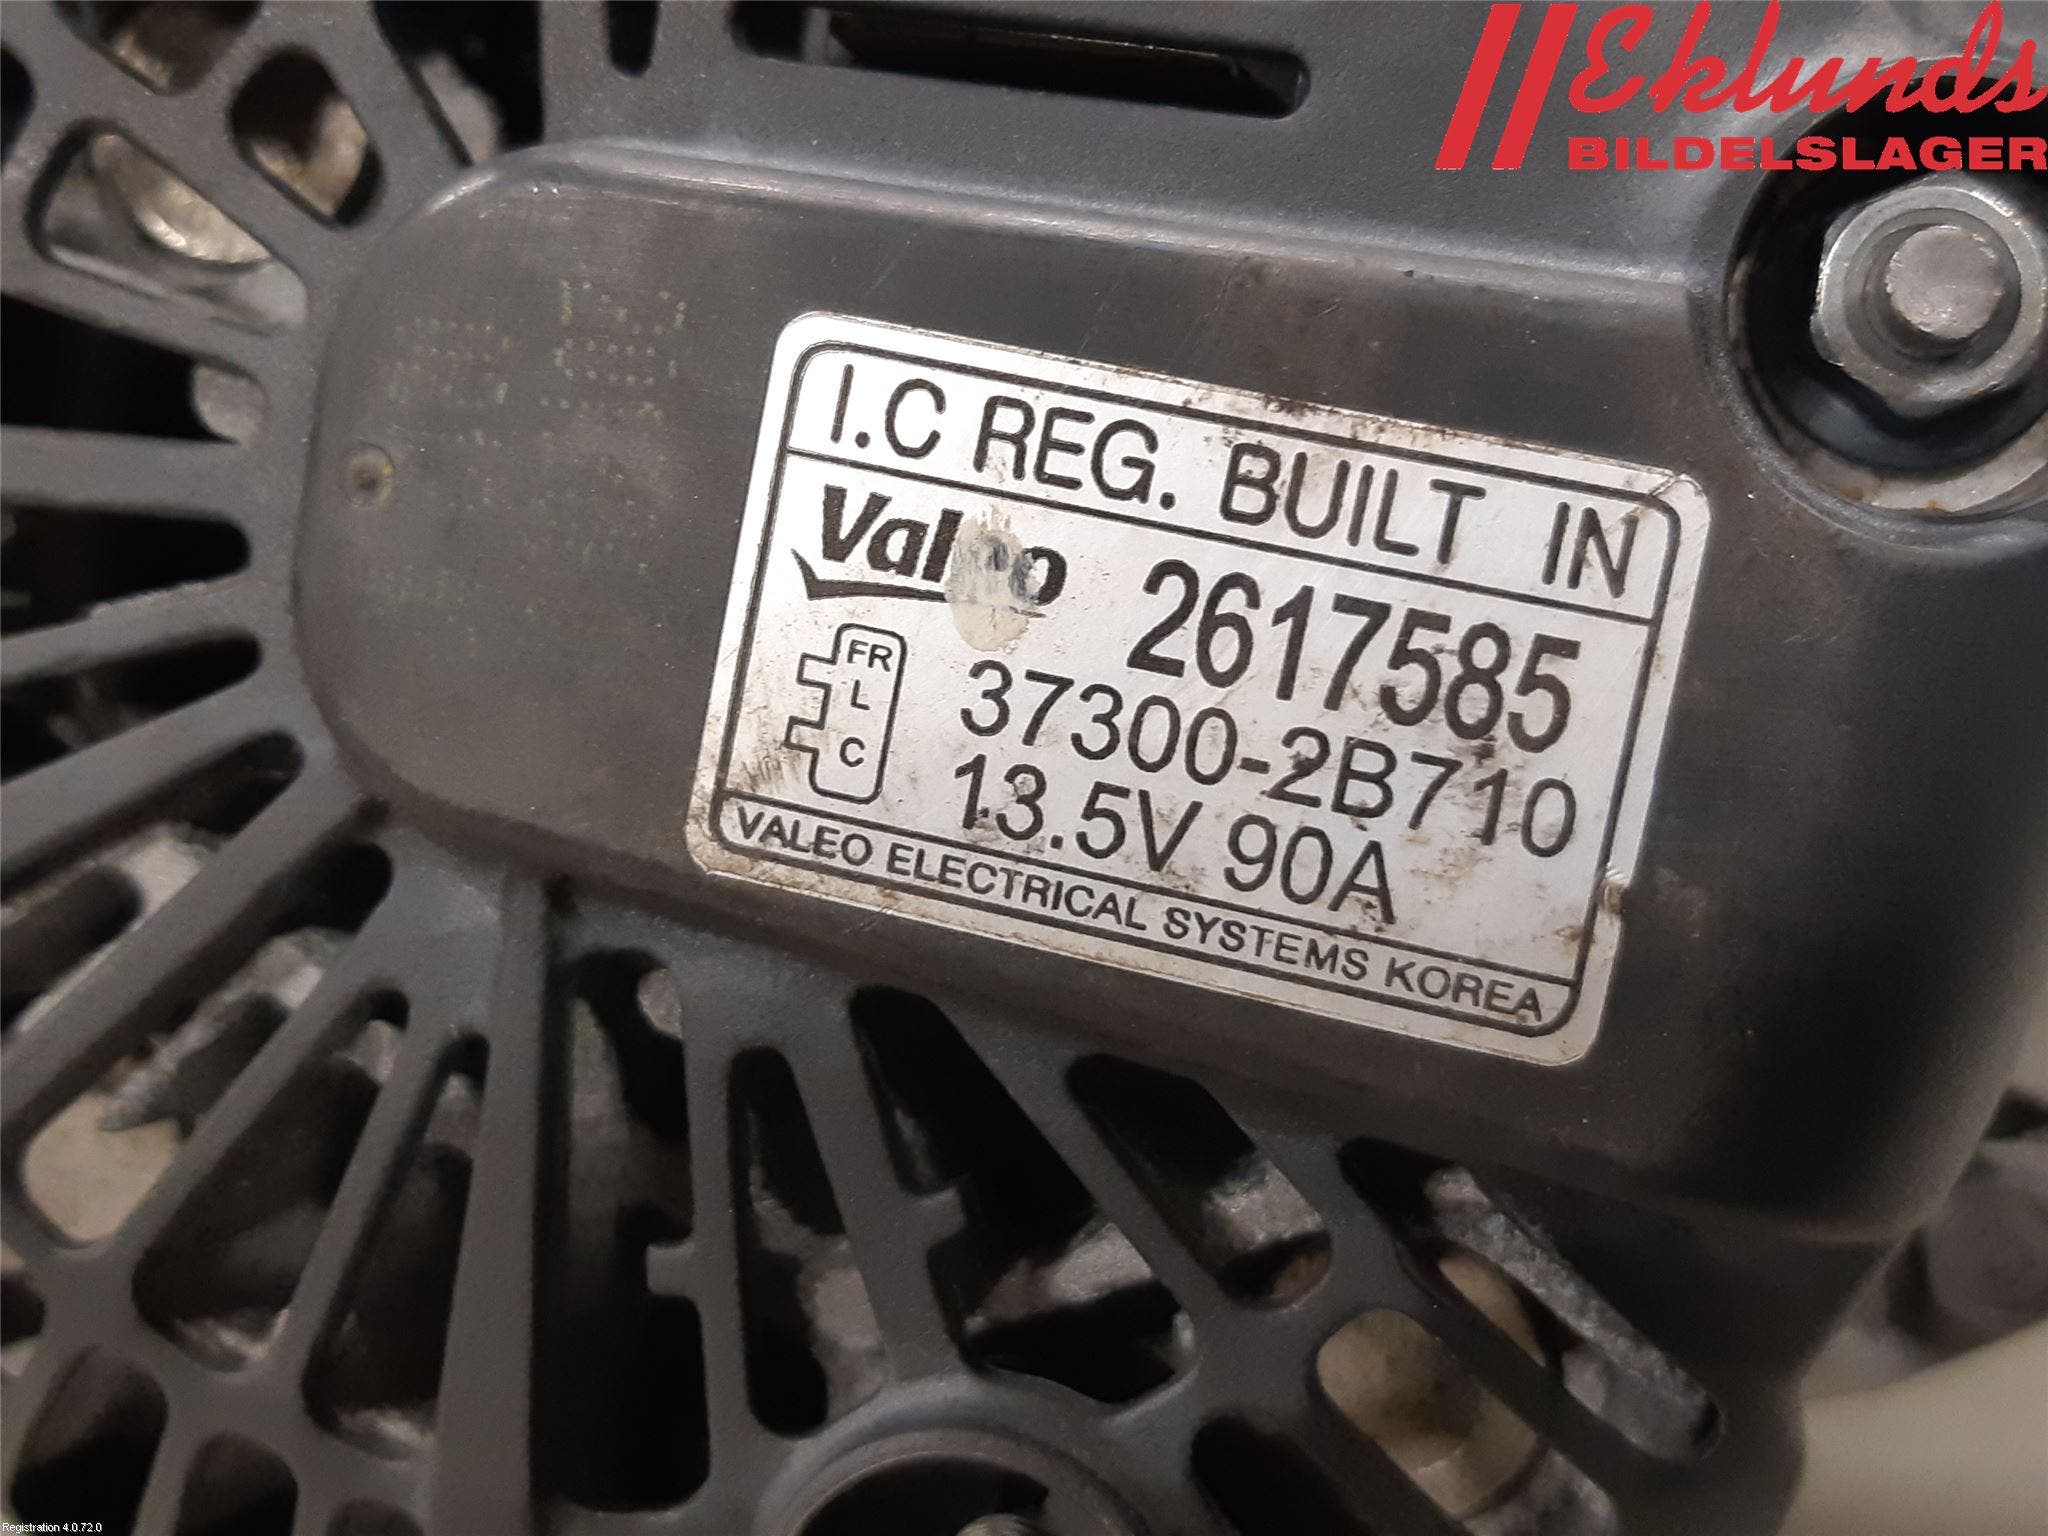 Eklunds
BILDELSLAGER
I.C REG. BUILT IN
Valeo
2617585
FR
L
C
37300-2B710
13.5V 90A
VALEO ELECTRICAL SYSTEMS KOREA
Registration 4.0.72.0